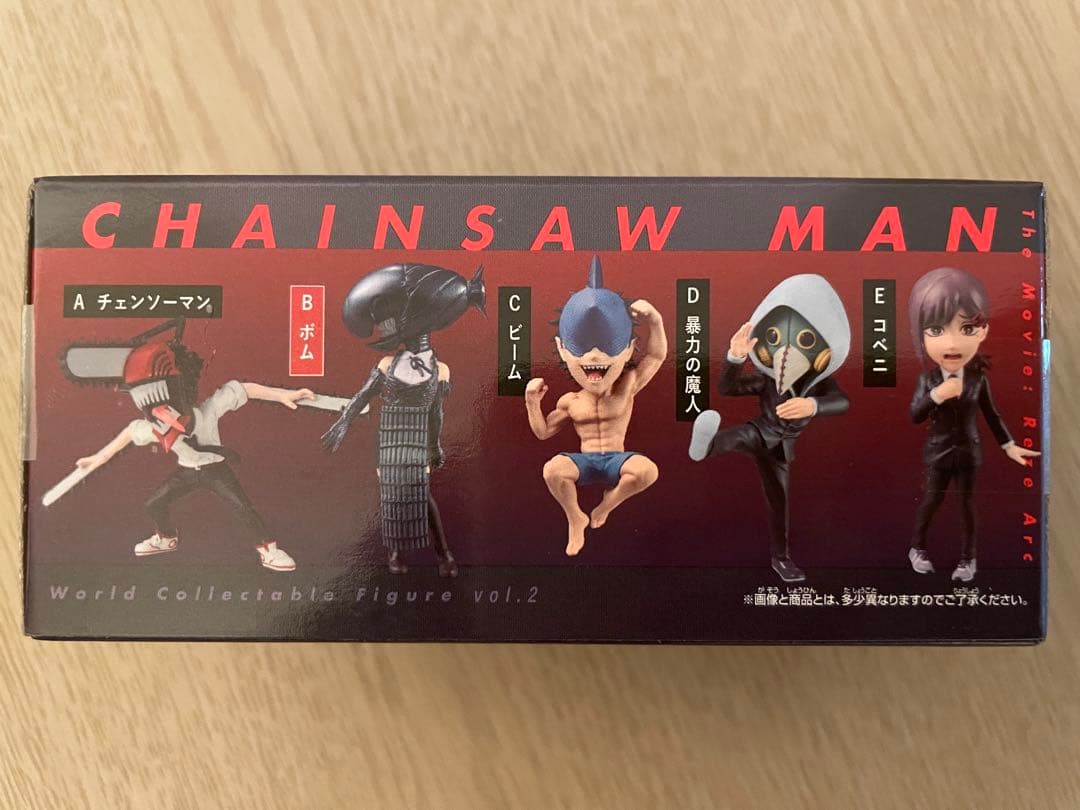 CHAINSAW MAN
The Movie: Reze Arc
A チェンソーマン
B ボム
C ビーム
D 暴力の魔人
E コベニ
World Collectable Figure vol.2
※画像と商品とは、多少異なりますのでご了承ください。